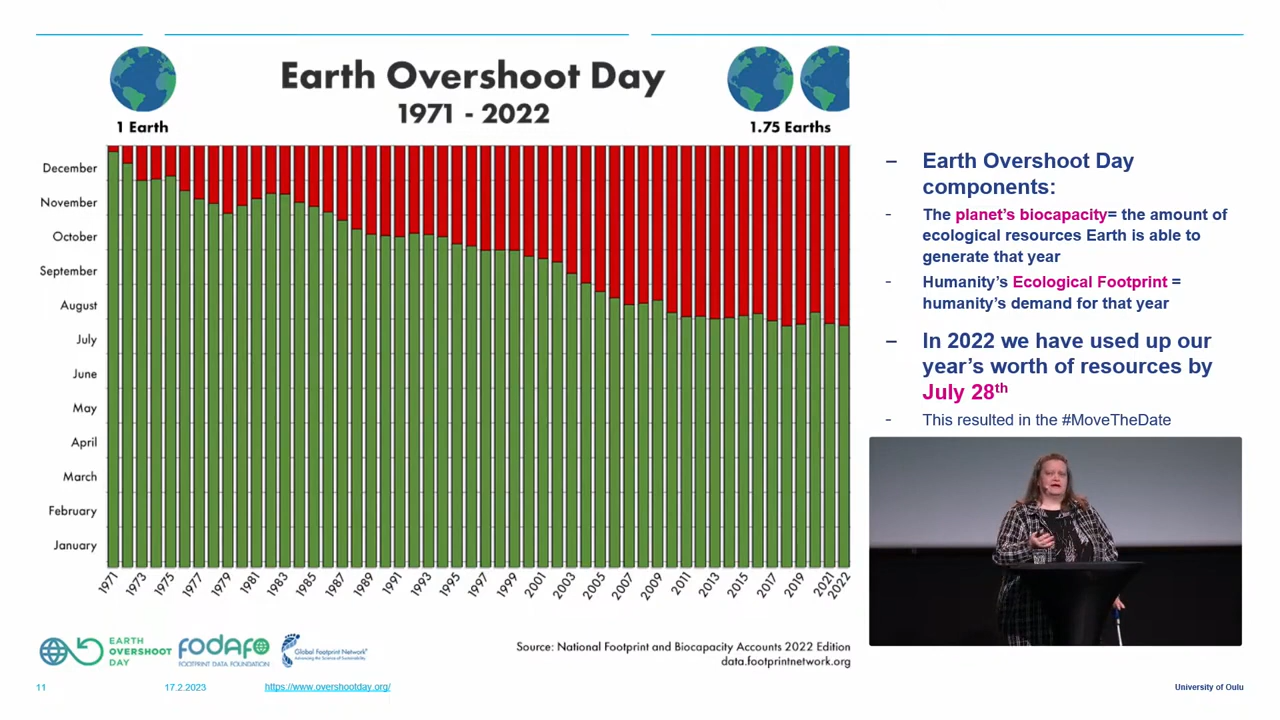 Earth Overshoot Day
1971 - 2022
1 Earth
1.75 Earths
December
November
October
September
August
July
June
May
April
March
February
January
1971
1973
1975
1977
1979
1981
1983
1985
1987
1989
1991
1993
1995
1997
1999
2001
2003
2005
2007
2009
2011
2013
2015
2017
2019
2021
2022
EARTH
OVERSHOOT
DAY
FODAFO
FOOTPRINT DATA FOUNDATION
Global Footprint Network®
Advancing the Science of Sustainability
Source: National Footprint and Biocapacity Accounts 2022 Edition
data.footprintnetwork.org
– Earth Overshoot Day
components:
- The planet's biocapacity= the amount of
ecological resources Earth is able to
generate that year
- Humanity's Ecological Footprint =
humanity's demand for that year
– In 2022 we have used up our
year's worth of resources by
July 28th
- This resulted in the #MoveTheDate
11
17.2.2023
https://www.overshootday.org/
University of Oulu